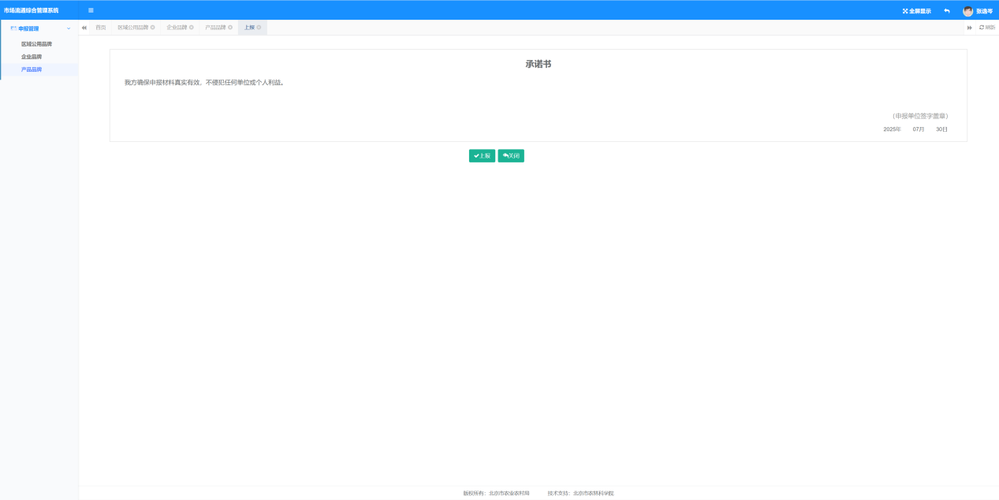 市场流通综合管理系统
全屏显示
张逸岑
申报管理
区域公用品牌
企业品牌
产品品牌
首页
区域公用品牌
企业品牌
产品品牌
上报
刷新
承诺书
我方确保申报材料真实有效，不侵犯任何单位或个人利益。
（申报单位签字盖章）
2025年 07月 30日
上报
关闭
版权所有：北京市农业农村局 技术支持：北京市农林科学院